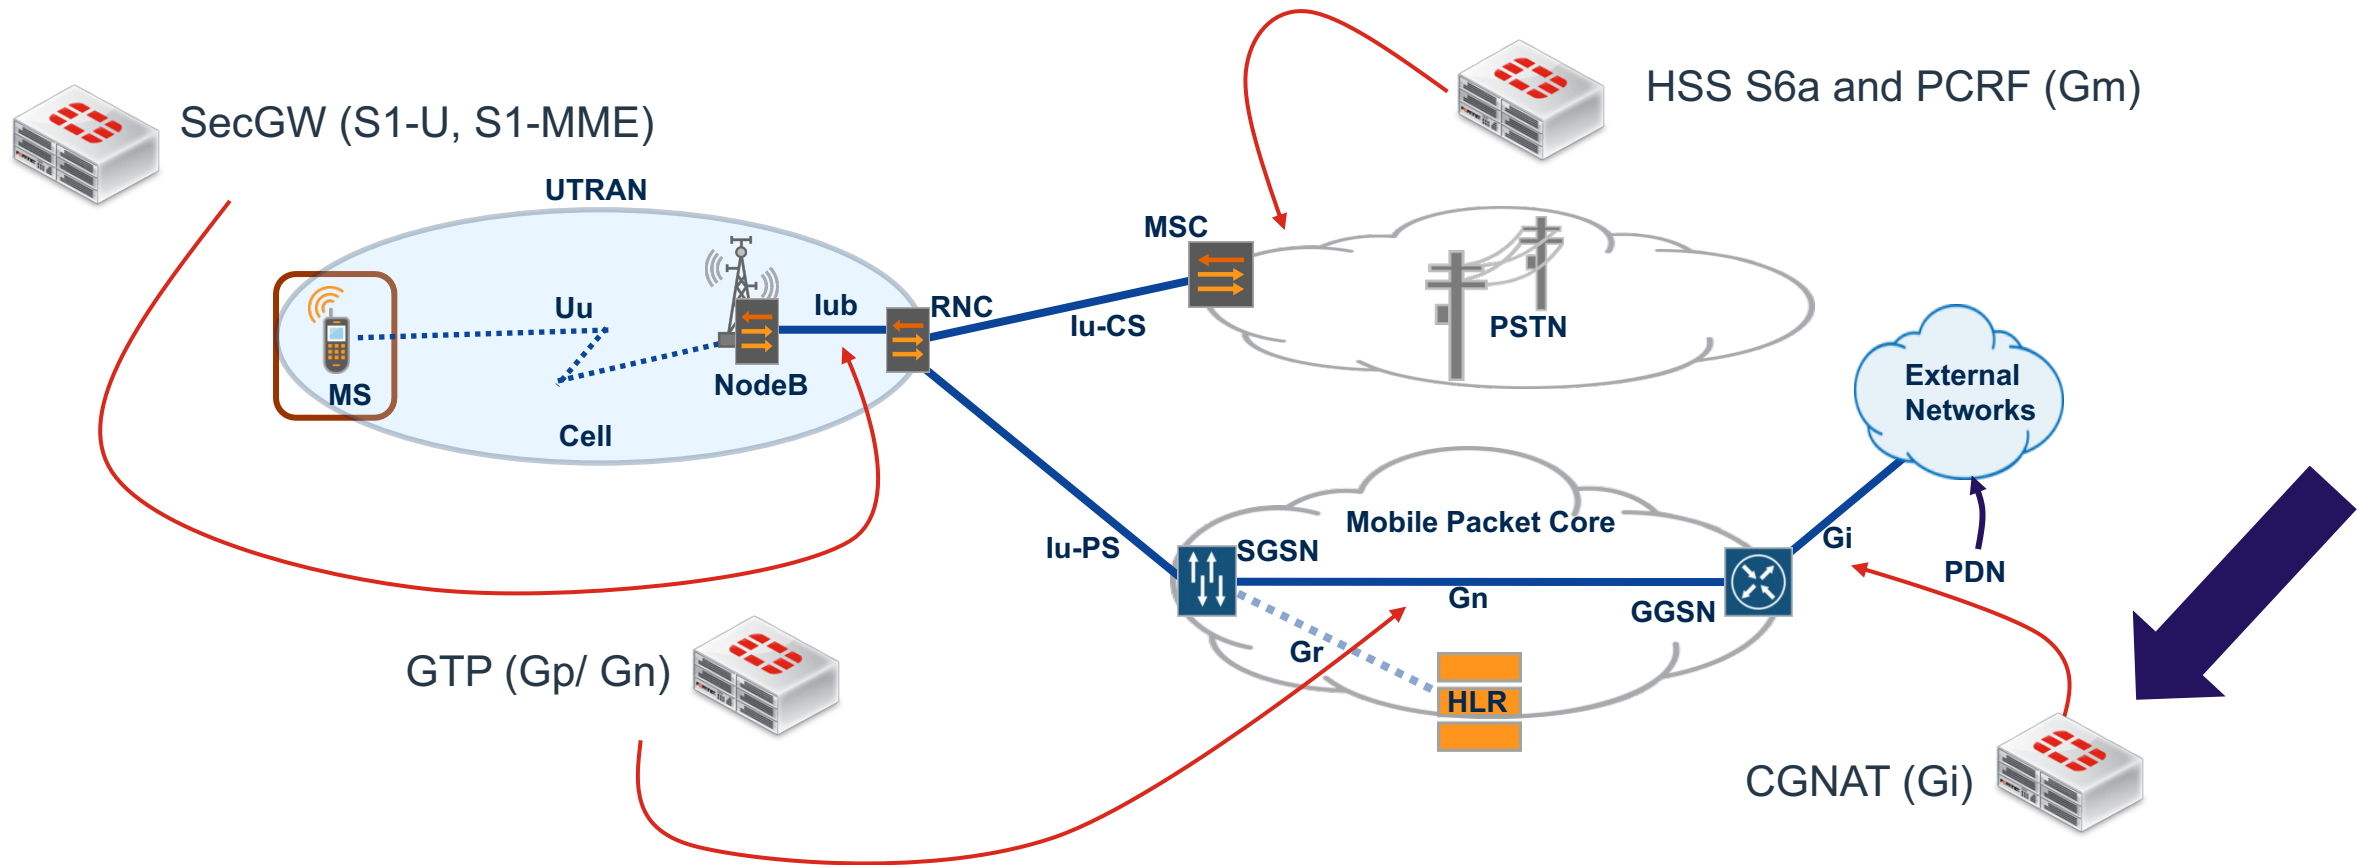 HSS S6a and PCRF (Gm)
SecGW (S1-U, S1-MME)
UTRAN
MSC
Uu
Iub
RNC
Iu-CS
PSTN
MS
NodeB
External
Networks
Cell
Mobile Packet Core
Iu-PS
SGSN
Gi
PDN
Gn
GGSN
Gr
GTP (Gp/ Gn)
HLR
CGNAT (Gi)